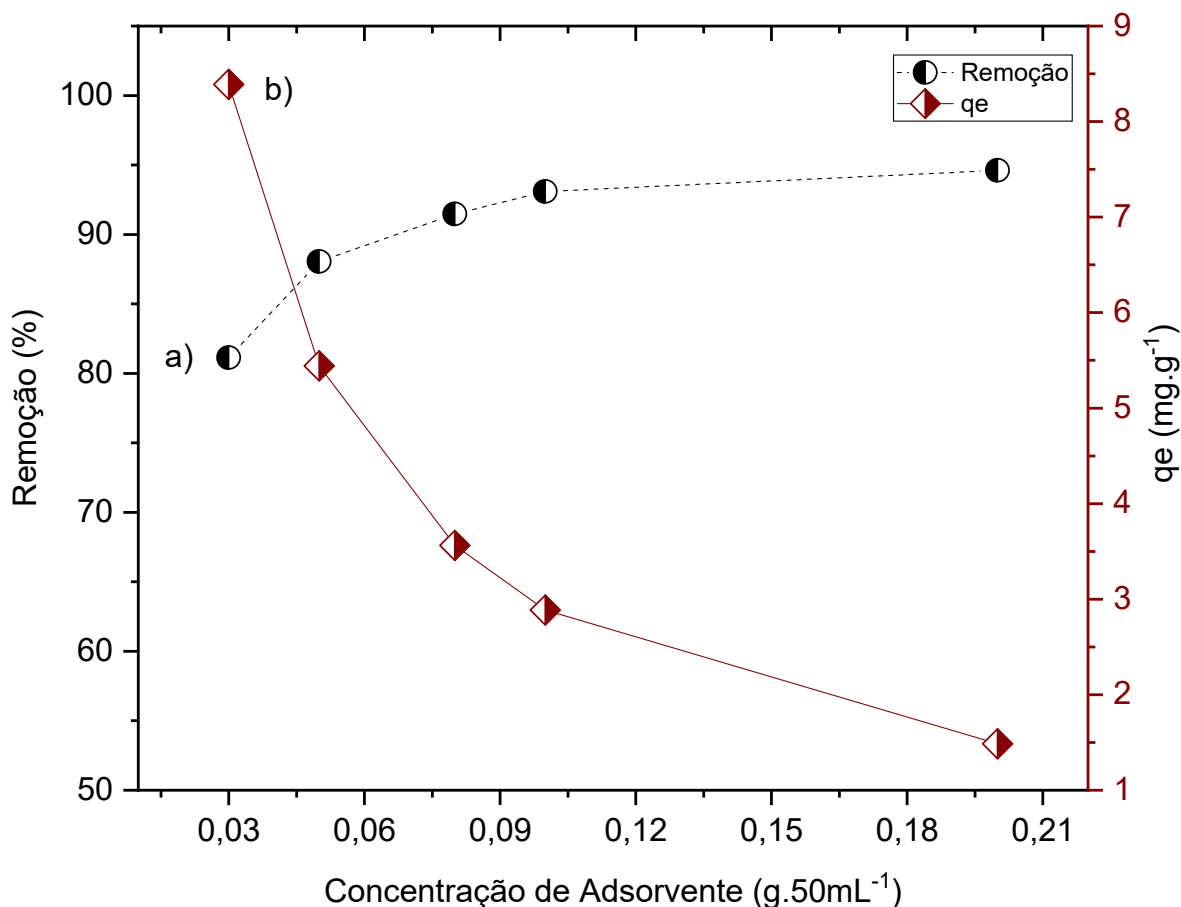 Remoção
qe
a)
b)
Remoção (%)
100
90
80
70
60
50
9
8
7
6
5
4
3
2
1
qe (mg.g⁻¹)
0,03 0,06 0,09 0,12 0,15 0,18 0,21
Concentração de Adsorvente (g.50mL⁻¹)